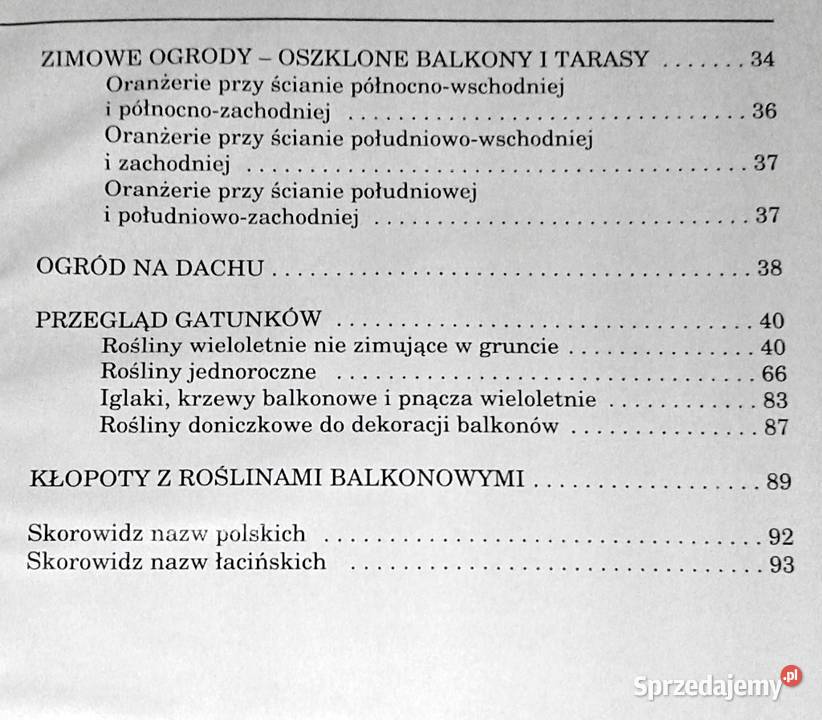 ZIMOWE OGRODY – OSZKLONE BALKONY I TARASY ....... 34
Oranżerie przy ścianie północno-wschodniej
i północno-zachodniej ............................... 36
Oranżerie przy ścianie południowo-wschodniej
i zachodniej ....................................... 37
Oranżerie przy ścianie południowej
i południowo-zachodniej ............................. 37
OGRÓD NA DACHU ..................................... 38
PRZEGLĄD GATUNKÓW ................................ 40
Rośliny wieloletnie nie zimujące w gruncie ............... 40
Rośliny jednoroczne ................................. 66
Iglaki, krzewy balkonowe i pnącza wieloletnie ............ 83
Rośliny doniczkowe do dekoracji balkonów ............... 87
KŁOPOTY Z ROŚLINAMI BALKONOWYMI .................. 89
Skorowidz nazw polskich .................................. 92
Skorowidz nazw łacińskich ................................ 93
Sprzedajemy.pl